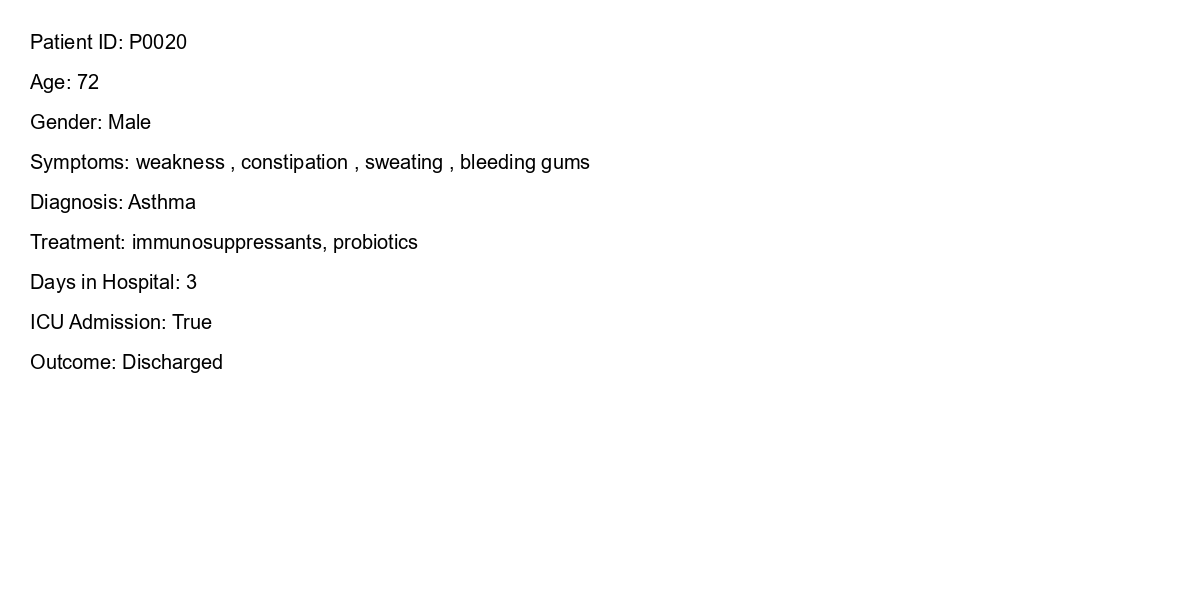 Patient ID: P0020
Age: 72
Gender: Male
Symptoms: weakness , constipation , sweating , bleeding gums
Diagnosis: Asthma
Treatment: immunosuppressants, probiotics
Days in Hospital: 3
ICU Admission: True
Outcome: Discharged